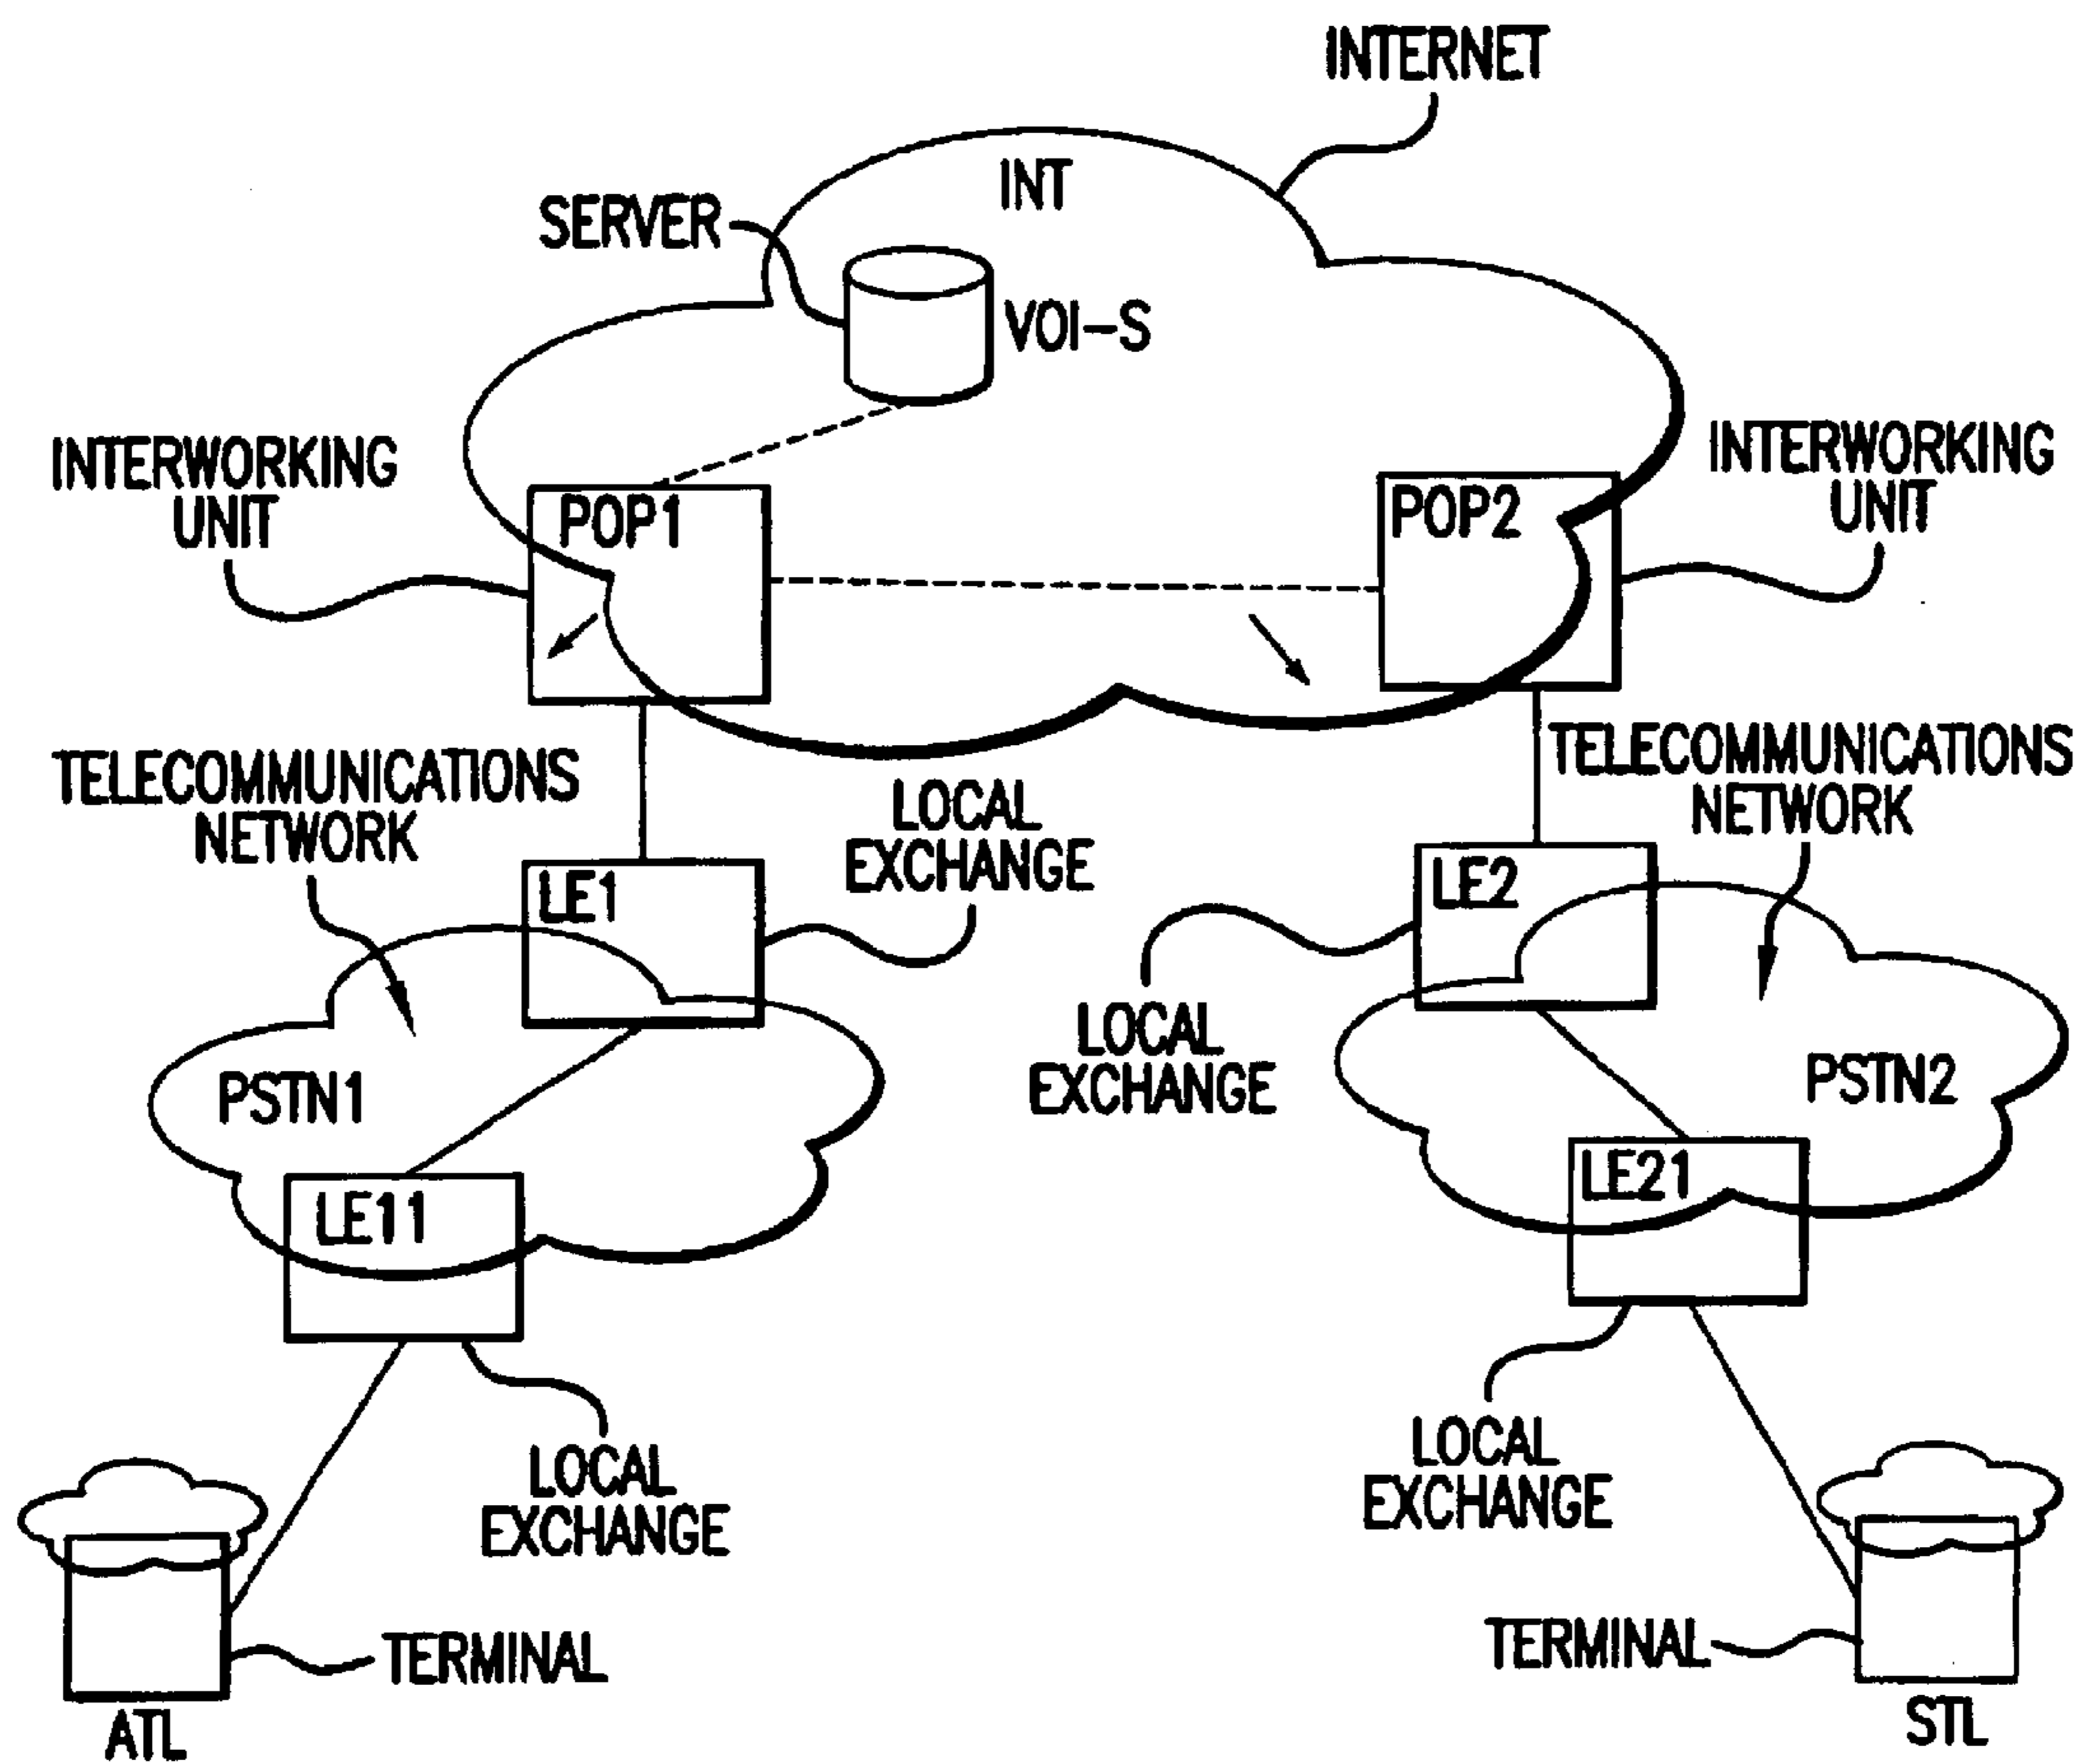 INTERNET
INT
SERVER
VOI-S
INTERWORKING
UNIT
POP1
POP2
INTERWORKING
UNIT
TELECOMMUNICATIONS
NETWORK
LOCAL
EXCHANGE
TELECOMMUNICATIONS
NETWORK
LE1
LE2
LOCAL
EXCHANGE
PSTN1
PSTN2
LE11
LE21
LOCAL
EXCHANGE
LOCAL
EXCHANGE
TERMINAL
TERMINAL
ATL
STL